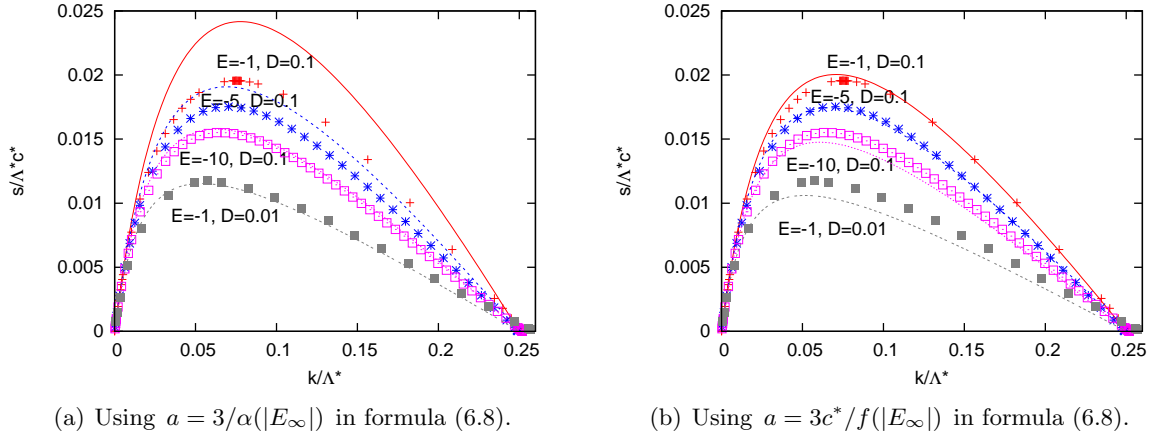 0.025
0.02
0.015
0.01
0.005
0
s/Λ*c*
E=-1, D=0.1
E=-5, D=0.1
E=-10, D=0.1
E=-1, D=0.01
0 0.05 0.1 0.15 0.2 0.25
k/Λ*
(a) Using a = 3/α(|E∞|) in formula (6.8).
0.025
0.02
0.015
0.01
0.005
0
s/Λ*c*
E=-1, D=0.1
E=-5, D=0.1
E=-10, D=0.1
E=-1, D=0.01
0 0.05 0.1 0.15 0.2 0.25
k/Λ*
(b) Using a = 3c*/f(|E∞|) in formula (6.8).